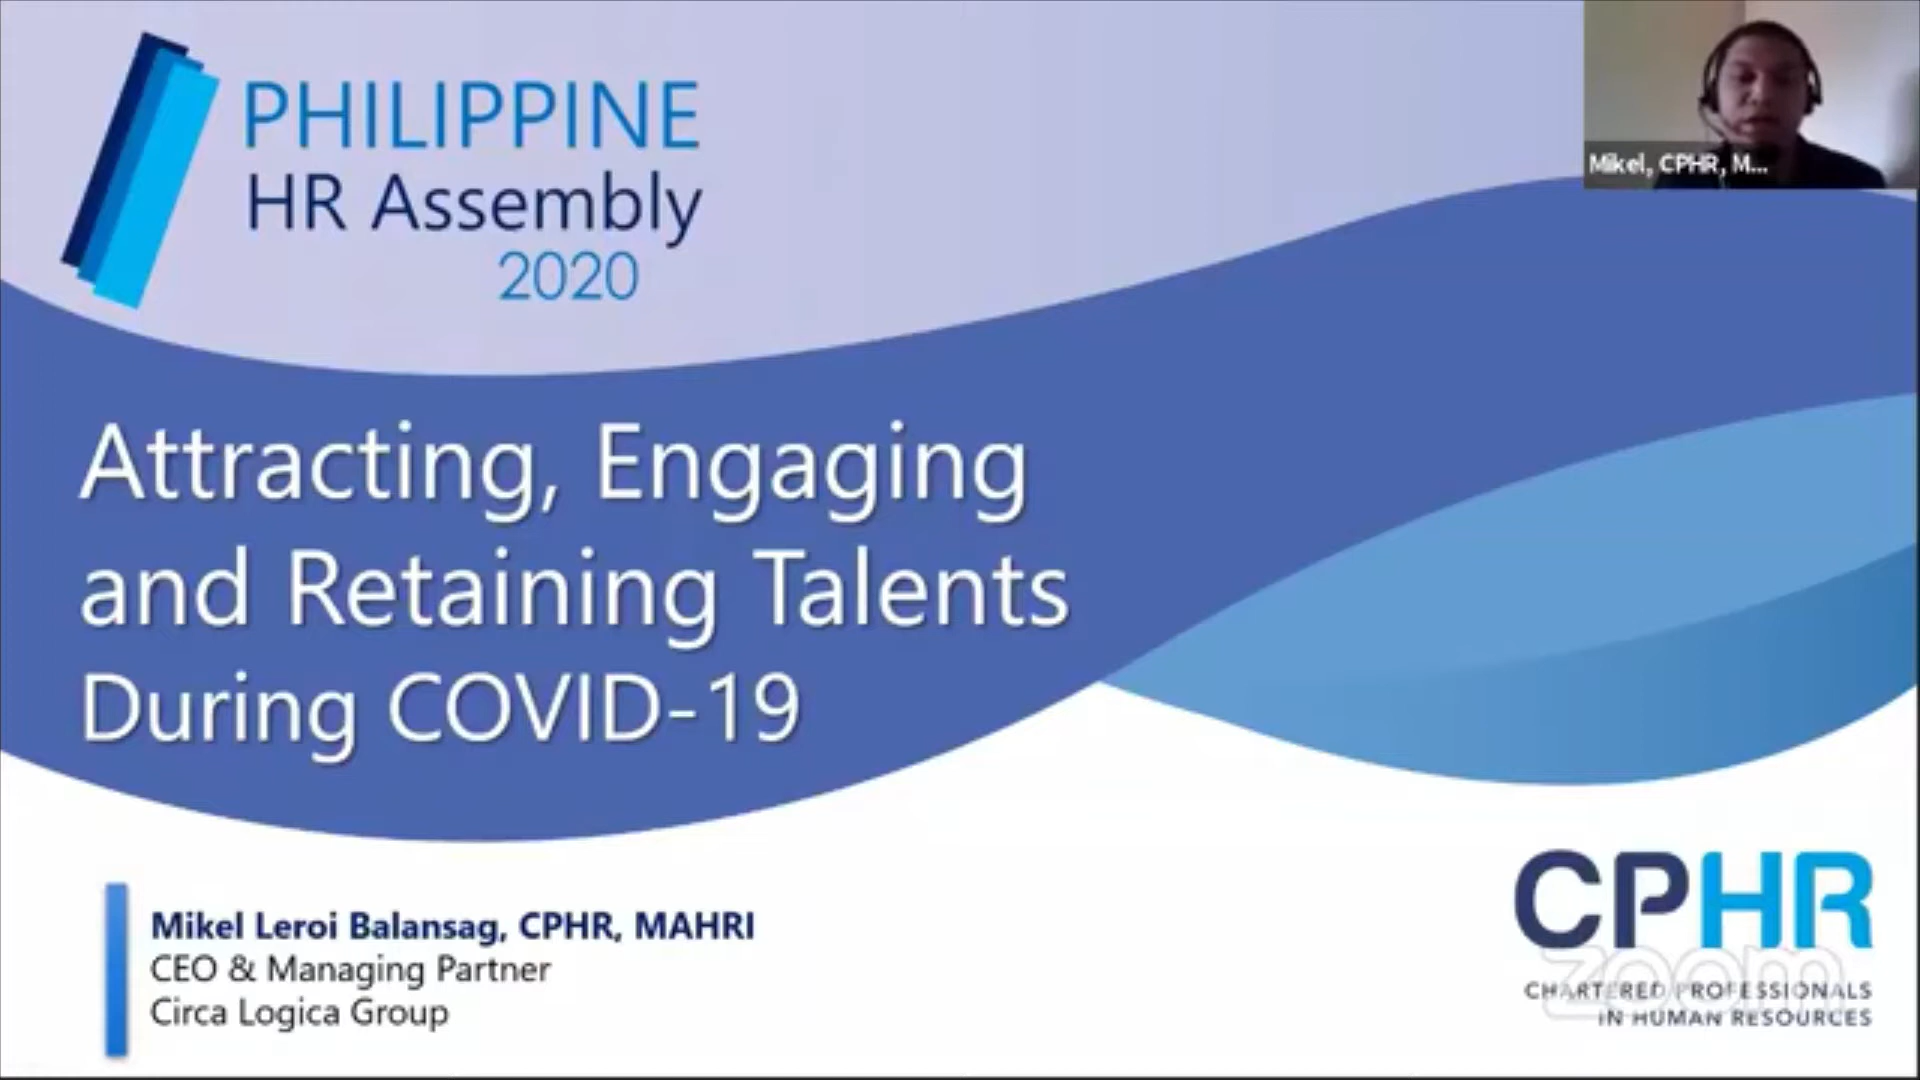 PHILIPPINE
HR Assembly
2020
Mikel, CPHR, M...
Attracting, Engaging
and Retaining Talents
During COVID-19
Mikel Leroi Balansag, CPHR, MAHRI
CEO & Managing Partner
Circa Logica Group
CPHR
zoom
CHARTERED PROFESSIONALS
IN HUMAN RESOURCES